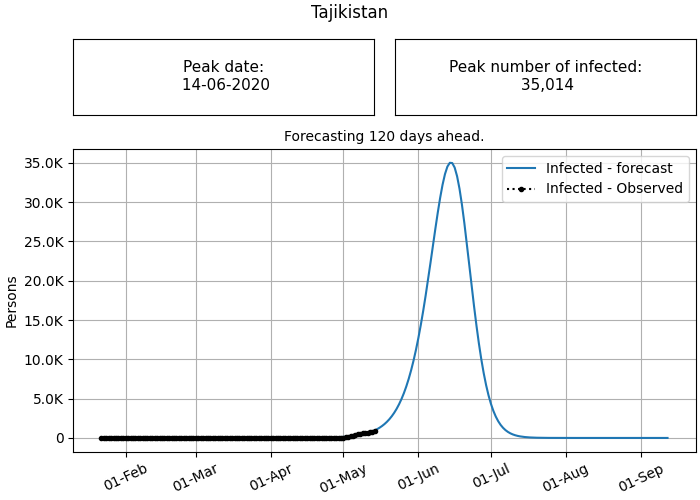 Tajikistan
Peak date:
14-06-2020
Peak number of infected:
35,014
Forecasting 120 days ahead.
Infected - forecast
Infected - Observed
Persons
35.0K
30.0K
25.0K
20.0K
15.0K
10.0K
5.0K
0
01-Feb
01-Mar
01-Apr
01-May
01-Jun
01-Jul
01-Aug
01-Sep